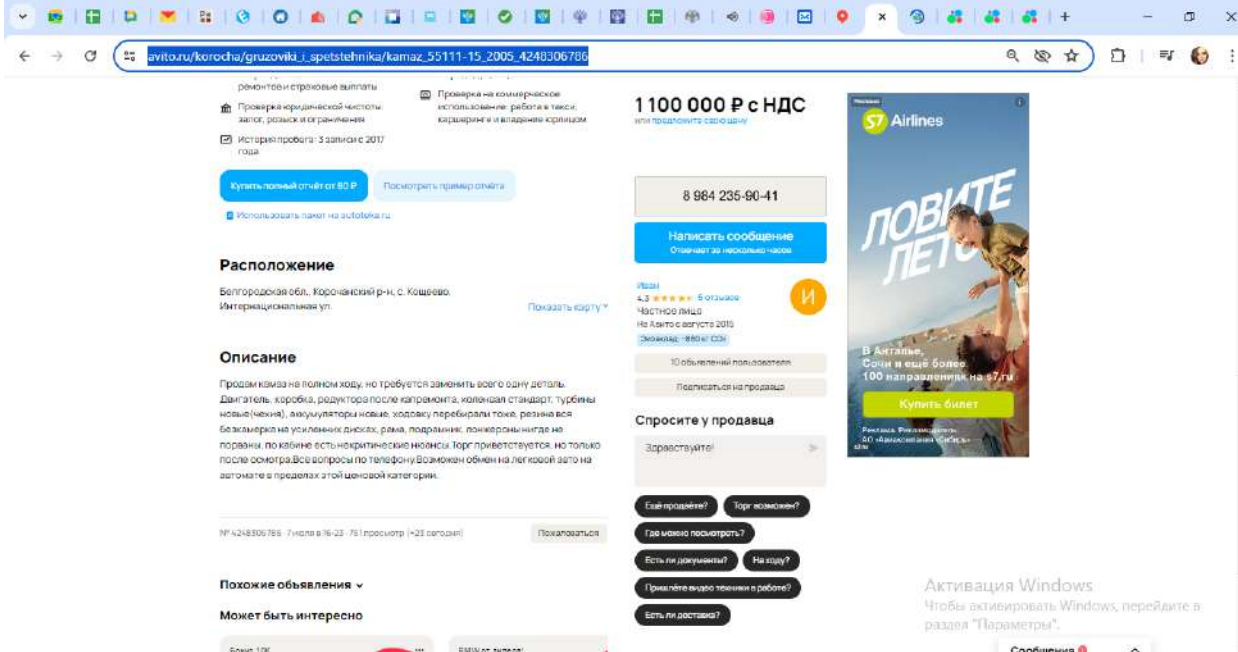 avito.ru/korocha/gruzoviki_i_spetstehnika/kamaz_55111-15_2005_4248306786
ремонтов и страховые выплаты
Проверка юридической чистоты:
залог, розыск и ограничения
История пробега: 3 записи с 2017
года
Проверка на коммерческое
использование: работа в такси,
каршеринге и владение юрлицом
Купить полный отчёт от 80 ₽
Посмотреть пример отчёта
Использовать пакет на autoteka.ru
Расположение
Белгородская обл., Корочанский р-н, с. Кощеево,
Интернациональная ул.
Показать карту
Описание
Продам камаз на полном ходу, но требуется заменить всего одну деталь.
Двигатель, коробка, редуктора после капремонта, коленвал стандарт, турбины
новые(чехия), аккумуляторы новые, ходовку перебирали тоже, резина вся
безкамерка на усиленных дисках, рама, подрамник, лонжероны нигде не
порваны, по кабине есть некритические нюансы.Торг приветствуется, но только
после осмотра.Все вопросы по телефону.Возможен обмен на легковой авто на
автомате в пределах этой ценовой категории.
№ 4248306786 · 7 июля в 16:23 · 761 просмотр (+23 сегодня)
Пожаловаться
Похожие объявления
Может быть интересно
1 100 000 ₽ с НДС
или предложите свою цену
8 984 235-90-41
Написать сообщение
Отвечает за несколько часов
Иван
4,3 5 отзывов
Частное лицо
На Авито с августа 2015
И
10 объявлений пользователя
Подписаться на продавца
Спросите у продавца
Здравствуйте!
Ещё продаёте?
Торг возможен?
Где можно посмотреть?
Есть ли документы?
На ходу?
Пришлёте видео техники в работе?
Есть ли доставка?
S7 Airlines
ЛОВИТЕ
ЛЕТО
В Анталье,
Сочи и ещё более
100 направлениях на s7.ru
Купить билет
Реклама. Рекламодатель
АО «Авиакомпания «Сибирь»
Активация Windows
Чтобы активировать Windows, перейдите в
раздел "Параметры".
Сообщения